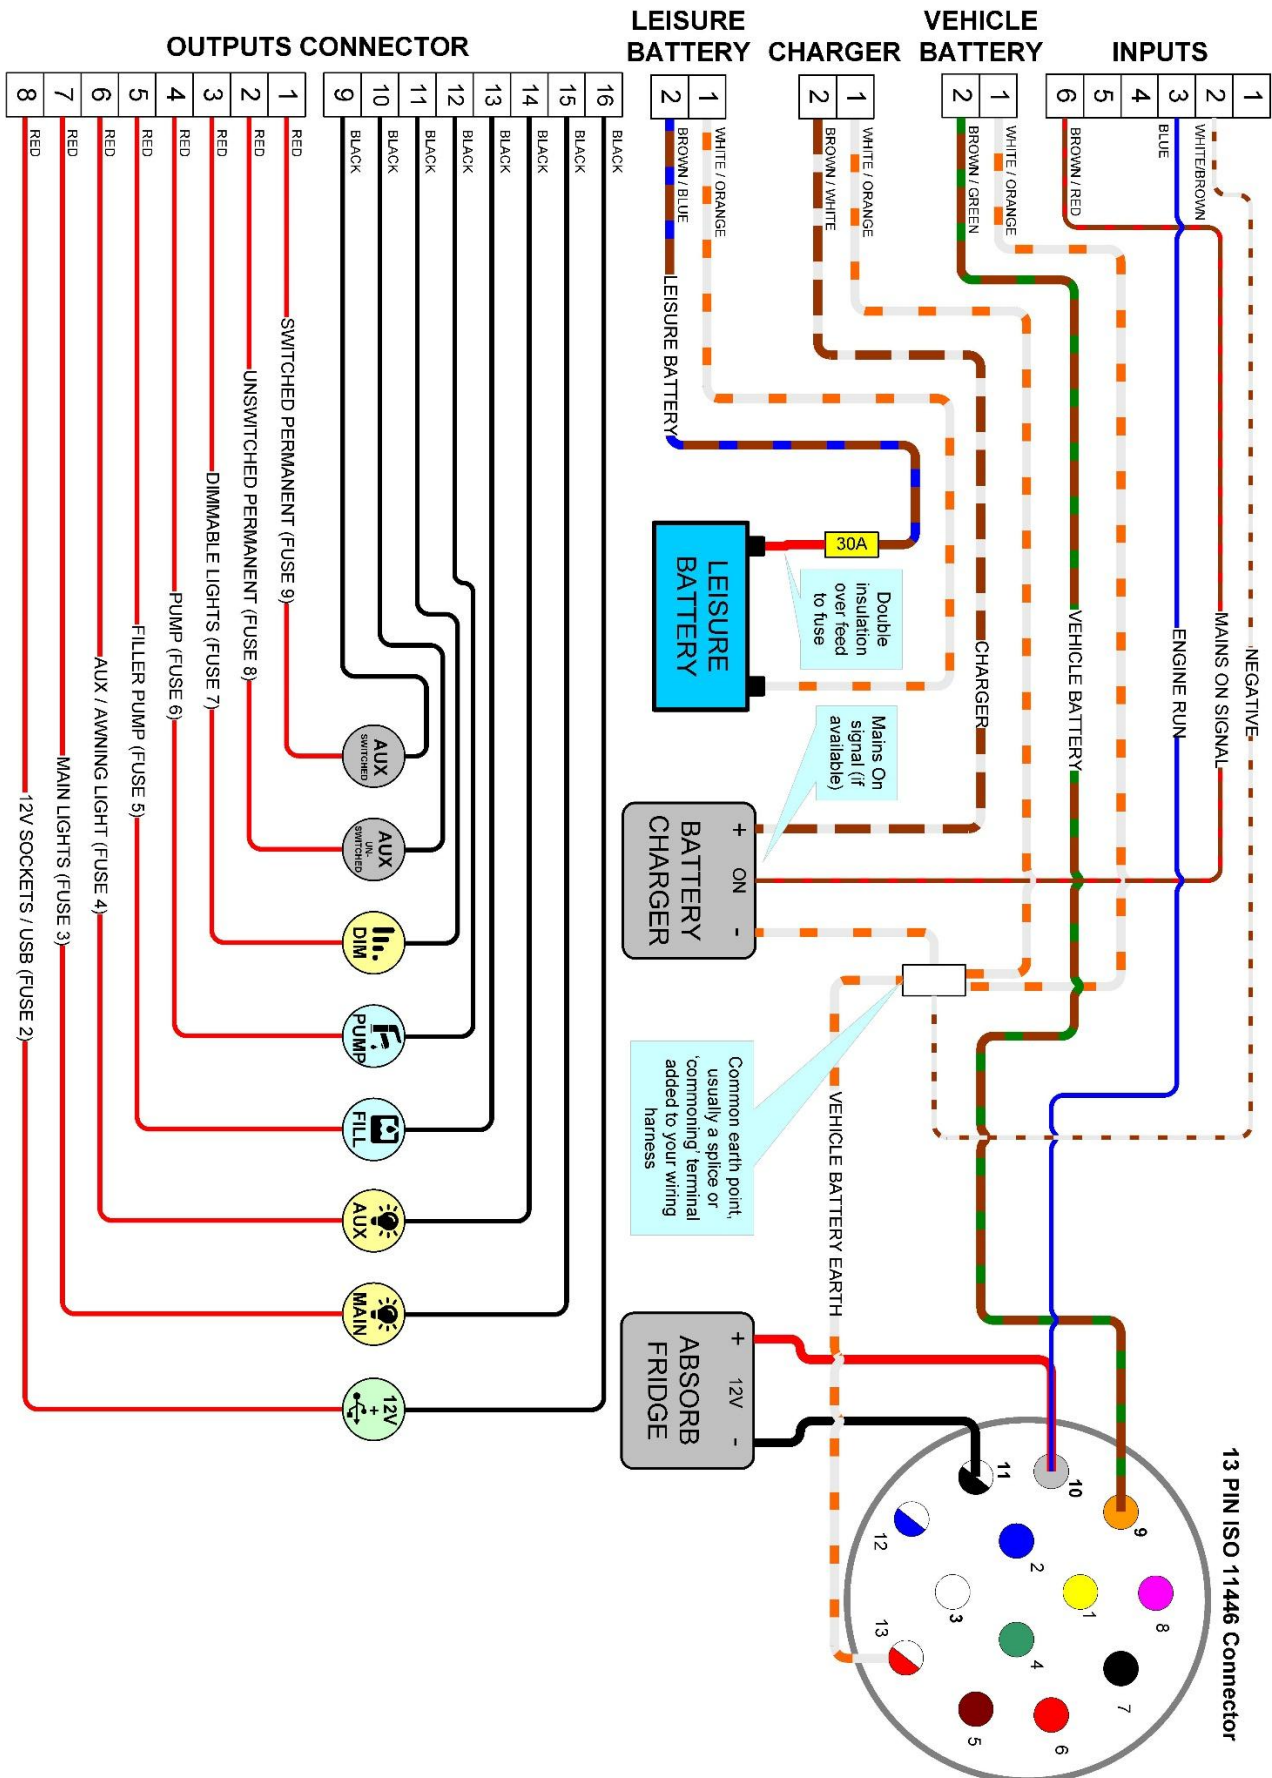 LEISURE
BATTERY
CHARGER
VEHICLE
BATTERY
INPUTS
OUTPUTS CONNECTOR
8
7
6
5
4
3
2
1
9
10
11
12
13
14
15
16
2
1
2
1
2
1
6
5
4
3
2
1
RED
RED
RED
RED
RED
RED
RED
RED
BLACK
BLACK
BLACK
BLACK
BLACK
BLACK
BLACK
BLACK
BROWN / BLUE
WHITE / ORANGE
BROWN / WHITE
WHITE / ORANGE
BROWN / GREEN
WHITE / ORANGE
BROWN / RED
BLUE
WHITE/BROWN
SWITCHED PERMANENT (FUSE 9)
UNSWITCHED PERMANENT (FUSE 8)
DIMMABLE LIGHTS (FUSE 7)
PUMP (FUSE 6)
FILLER PUMP (FUSE 5)
AUX / AWNING LIGHT (FUSE 4)
MAIN LIGHTS (FUSE 3)
12V SOCKETS / USB (FUSE 2)
LEISURE BATTERY
CHARGER
VEHICLE BATTERY
ENGINE RUN
MAINS ON SIGNAL
NEGATIVE
30A
Double
insulation
over feed
to fuse
LEISURE
BATTERY
Mains On
signal (if
available)
+
ON
-
BATTERY
CHARGER
Common earth point,
usually a splice or
'commoning' terminal
added to your wiring
harness
VEHICLE BATTERY EARTH
AUX
SWITCHED
AUX
UN-
SWITCHED
DIM
PUMP
FILL
AUX
MAIN
12V
+
+
12V
-
ABSORB
FRIDGE
13 PIN ISO 11446 Connector
9
10
11
12
13
1
2
3
4
5
6
7
8